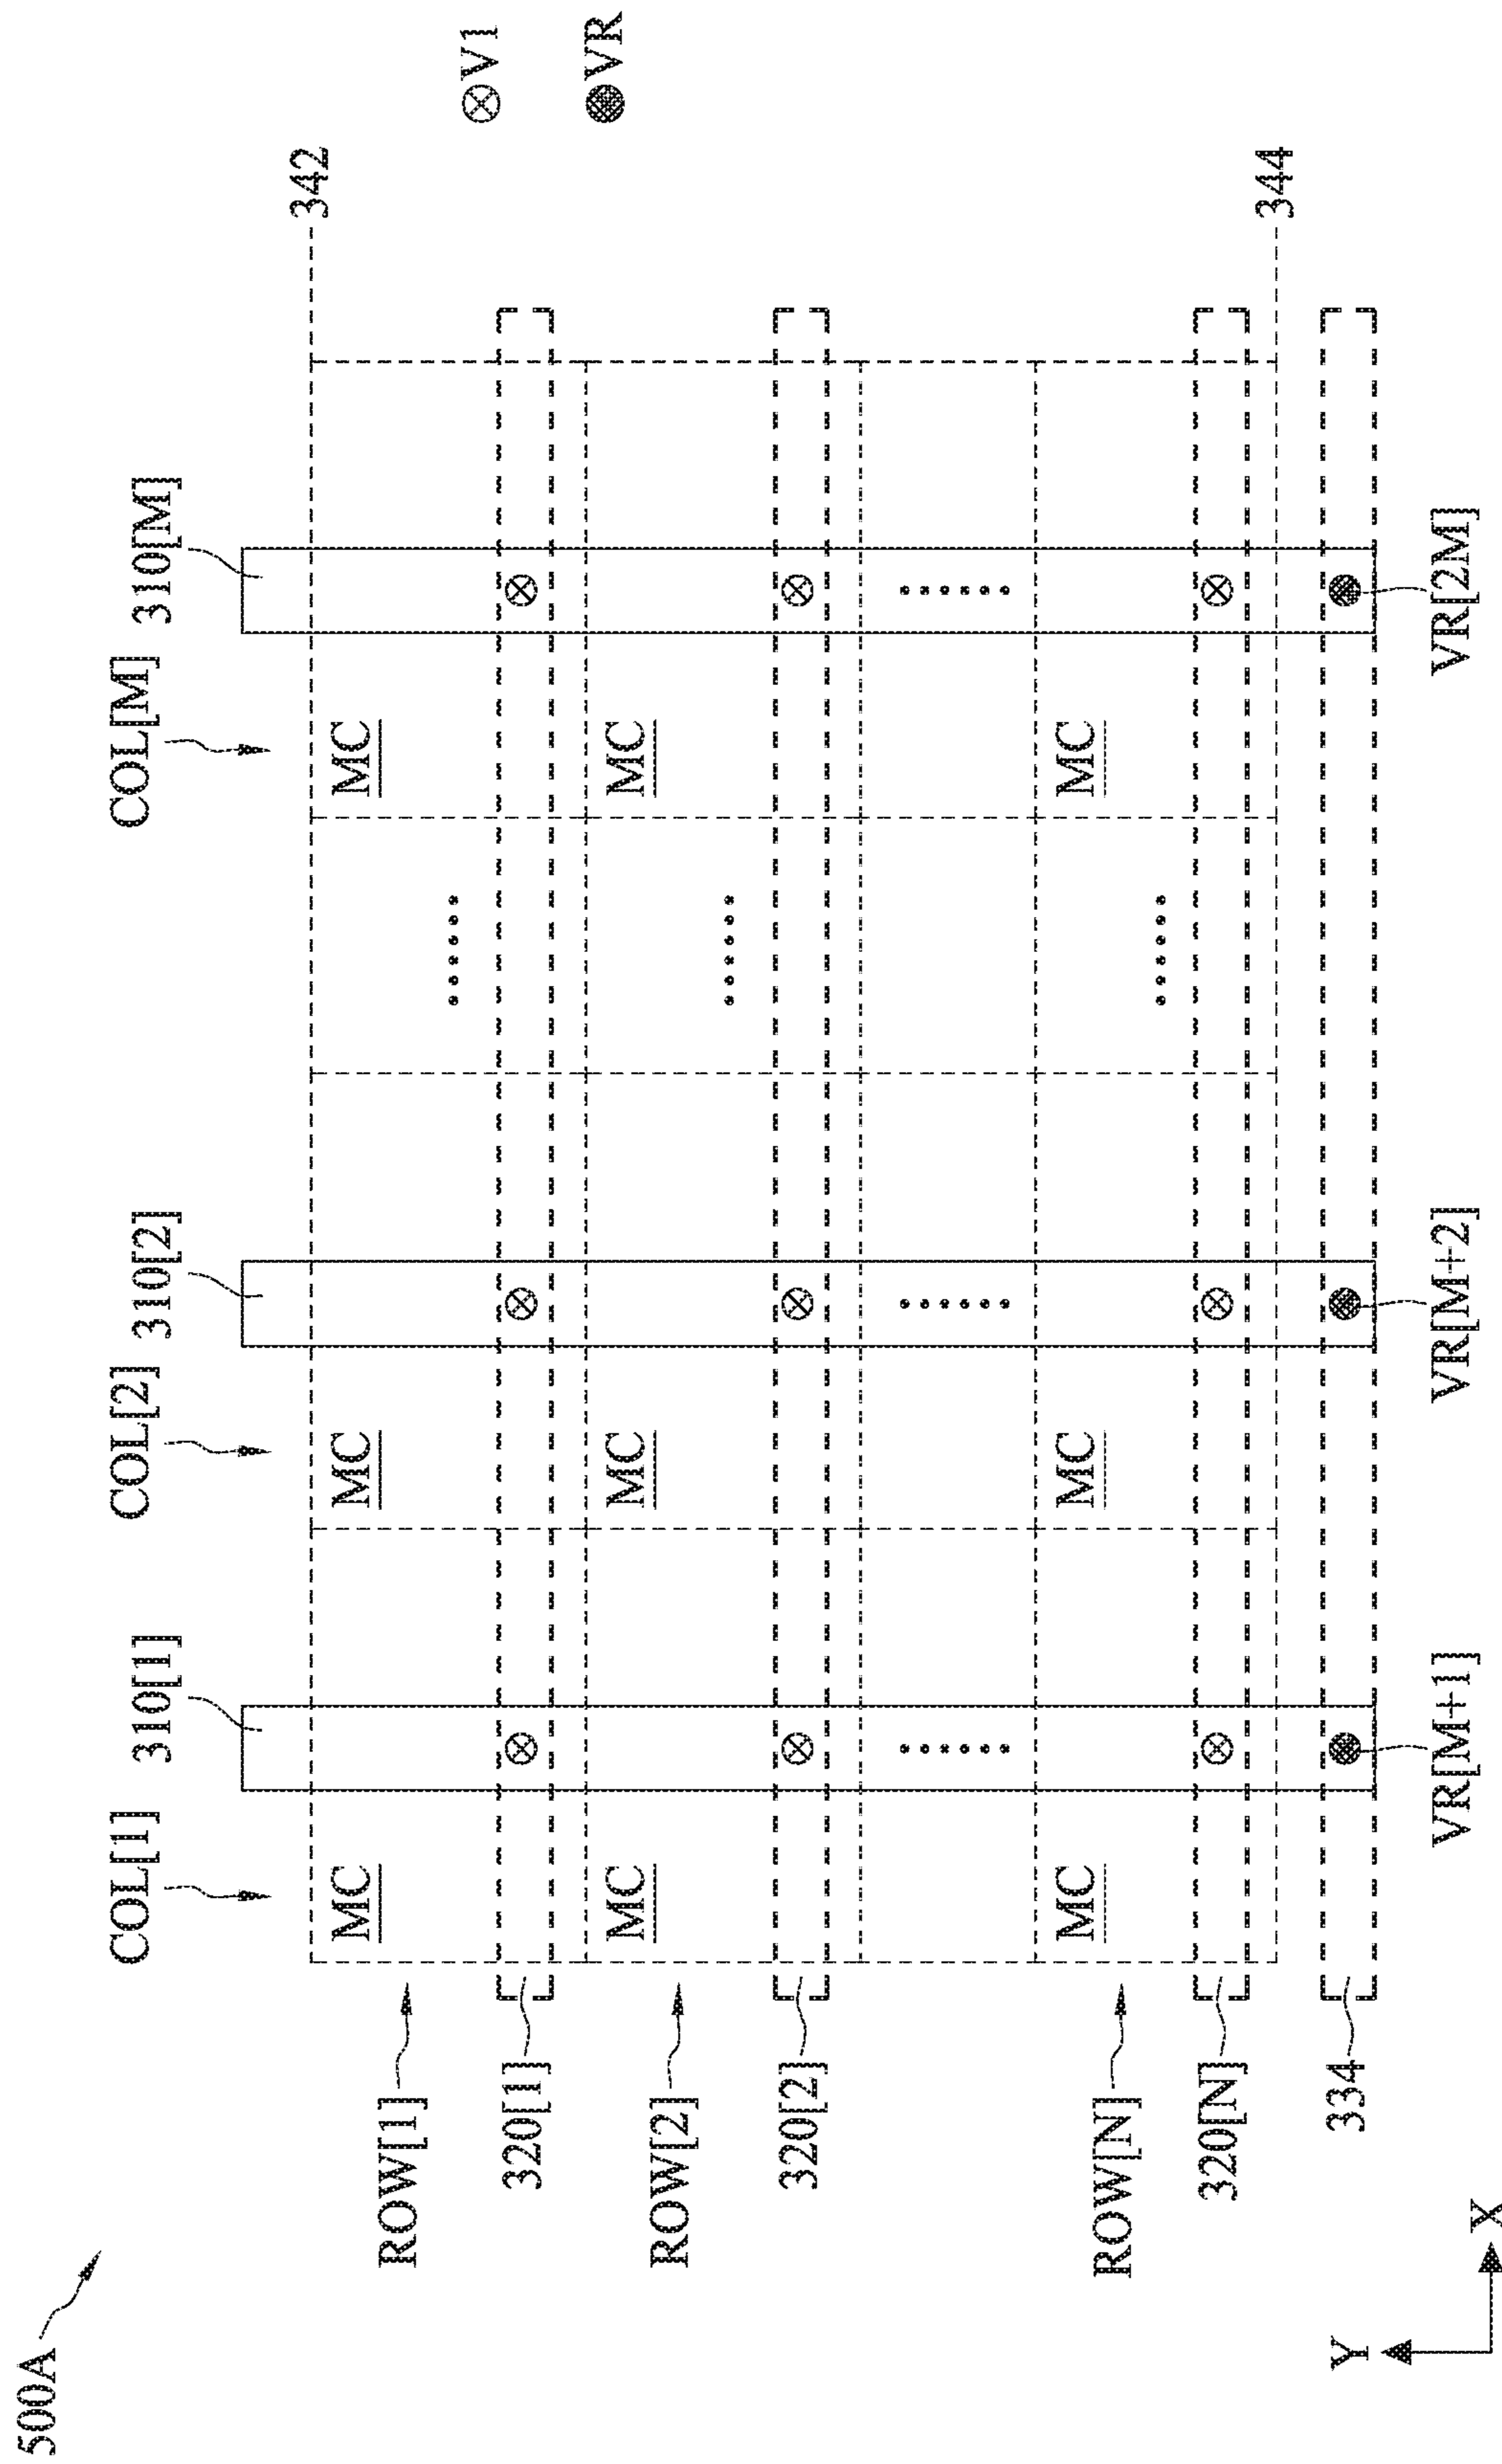 500A
COL[1]
COL[2]
COL[M]
310[1]
310[2]
310[M]
342
V1
VR
ROW[1]
MC
MC
MC
320[1]
ROW[2]
MC
MC
MC
320[2]
ROW[N]
MC
MC
MC
320[N]
344
334
VR[M+1]
VR[M+2]
VR[2M]
Y
X